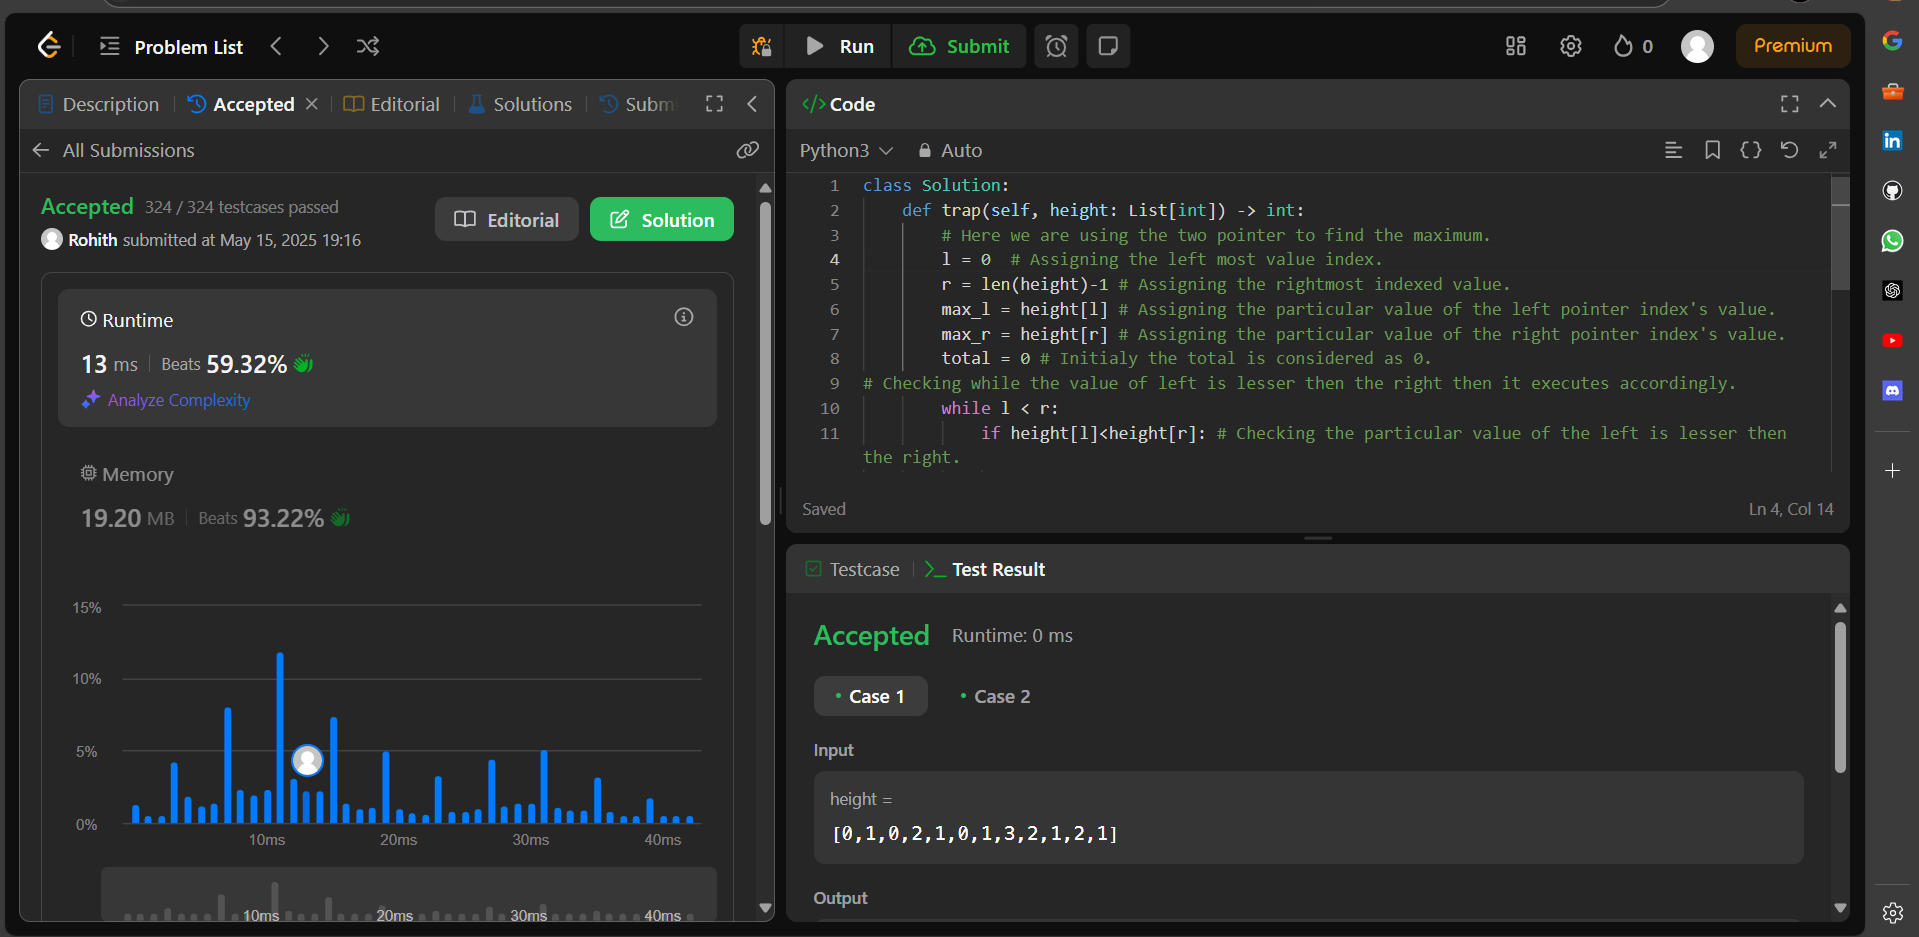 Problem List
Run
Submit
0
Premium
Description
Accepted
Editorial
Solutions
Subm
All Submissions
Accepted 324 / 324 testcases passed
Rohith submitted at May 15, 2025 19:16
Editorial
Solution
Runtime
13 ms Beats 59.32%
Analyze Complexity
Memory
19.20 MB Beats 93.22%
15%
10%
5%
0%
10ms 20ms 30ms 40ms
10ms 20ms 30ms 40ms
</> Code
Python3 Auto
1 class Solution:
2 def trap(self, height: List[int]) -> int:
3 # Here we are using the two pointer to find the maximum.
4 l = 0  # Assigning the left most value index.
5 r = len(height)-1 # Assigning the rightmost indexed value.
6 max_l = height[l] # Assigning the particular value of the left pointer index's value.
7 max_r = height[r] # Assigning the particular value of the right pointer index's value.
8 total = 0 # Initialy the total is considered as 0.
9 # Checking while the value of left is lesser then the right then it executes accordingly.
10 while l < r:
11 if height[l]<height[r]: # Checking the particular value of the left is lesser then
the right.
Saved
Ln 4, Col 14
Testcase
Test Result
Accepted Runtime: 0 ms
Case 1
Case 2
Input
height =
[0,1,0,2,1,0,1,3,2,1,2,1]
Output